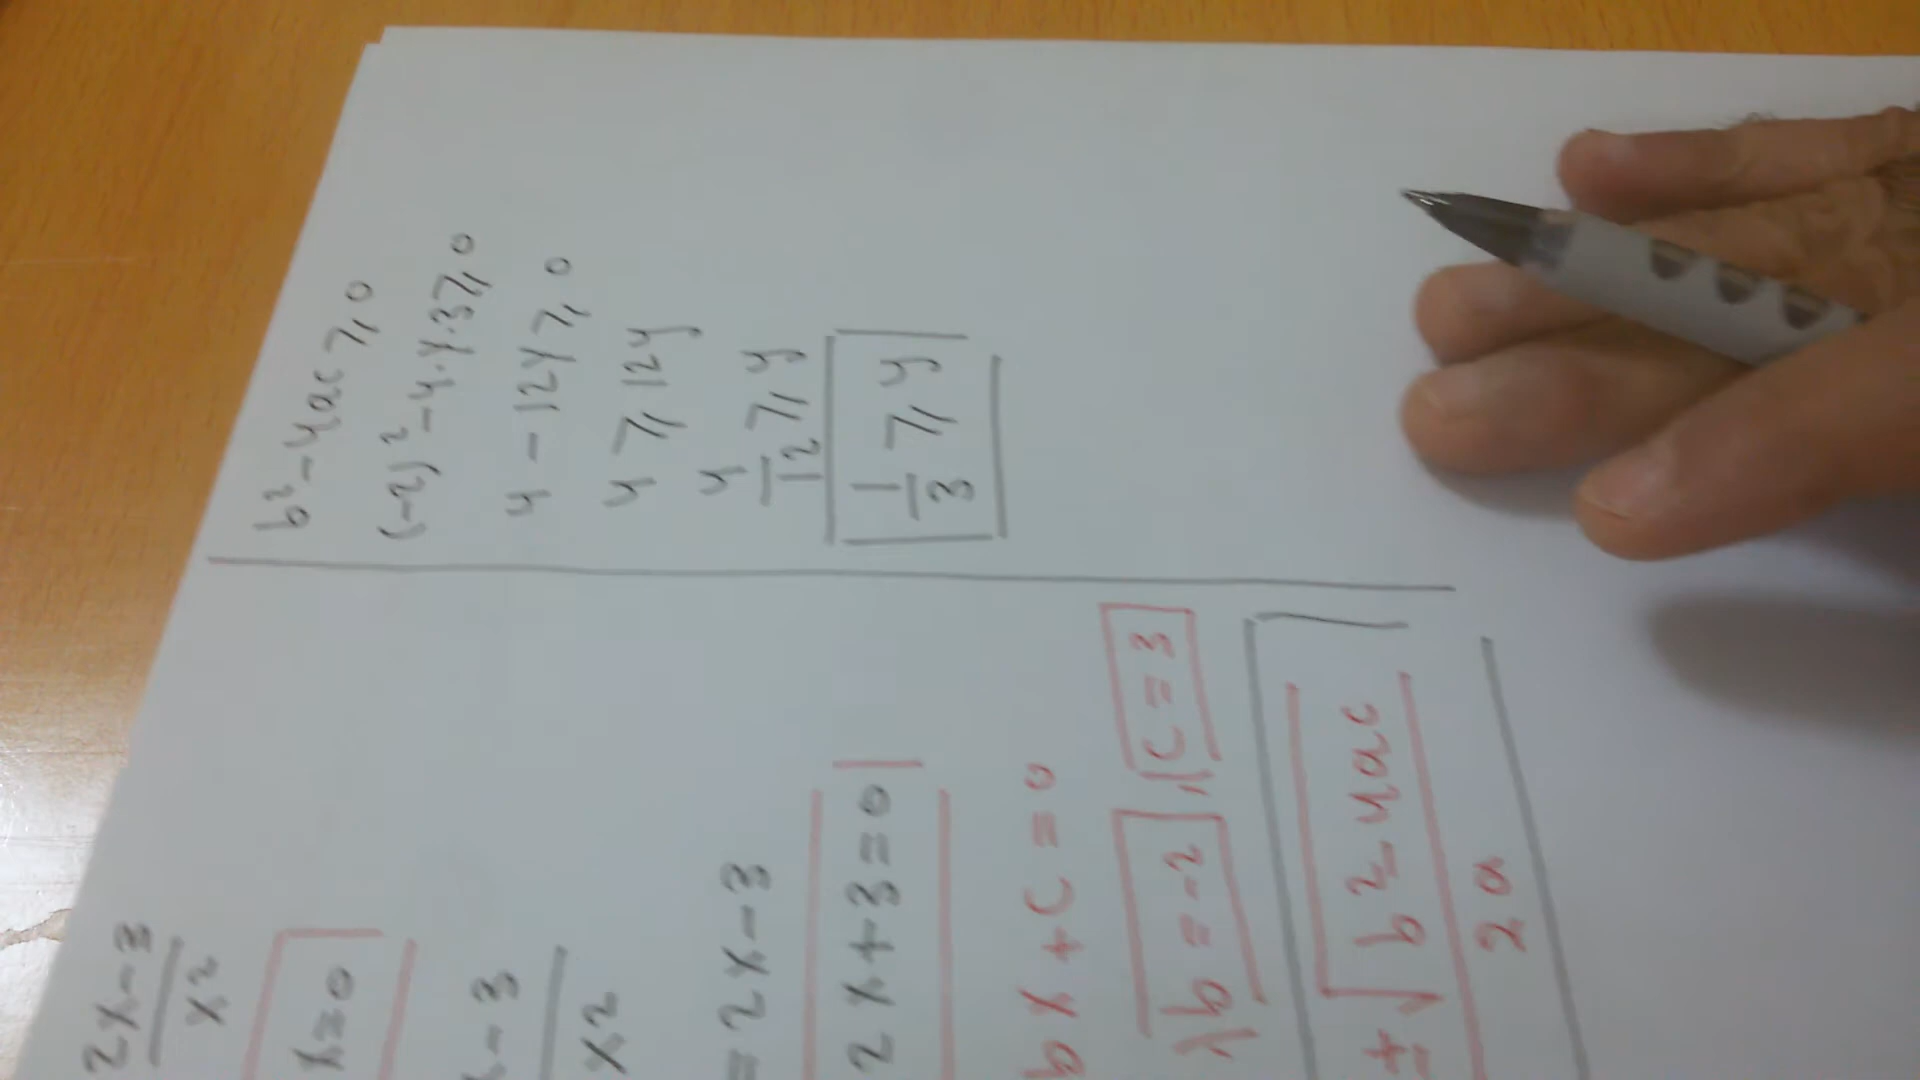 2x-3
x2
x=0
x-3
x2
= 2x-3
2x+3=0
bx+c=0
b=-2, c=3
± √b²-4ac
2a
b²-4ac ⩾ 0
(-2)²-4.y.3 ⩾ 0
4-12y ⩾ 0
4 ⩾ 12y
4/12 ⩾ y
1/3 ⩾ y